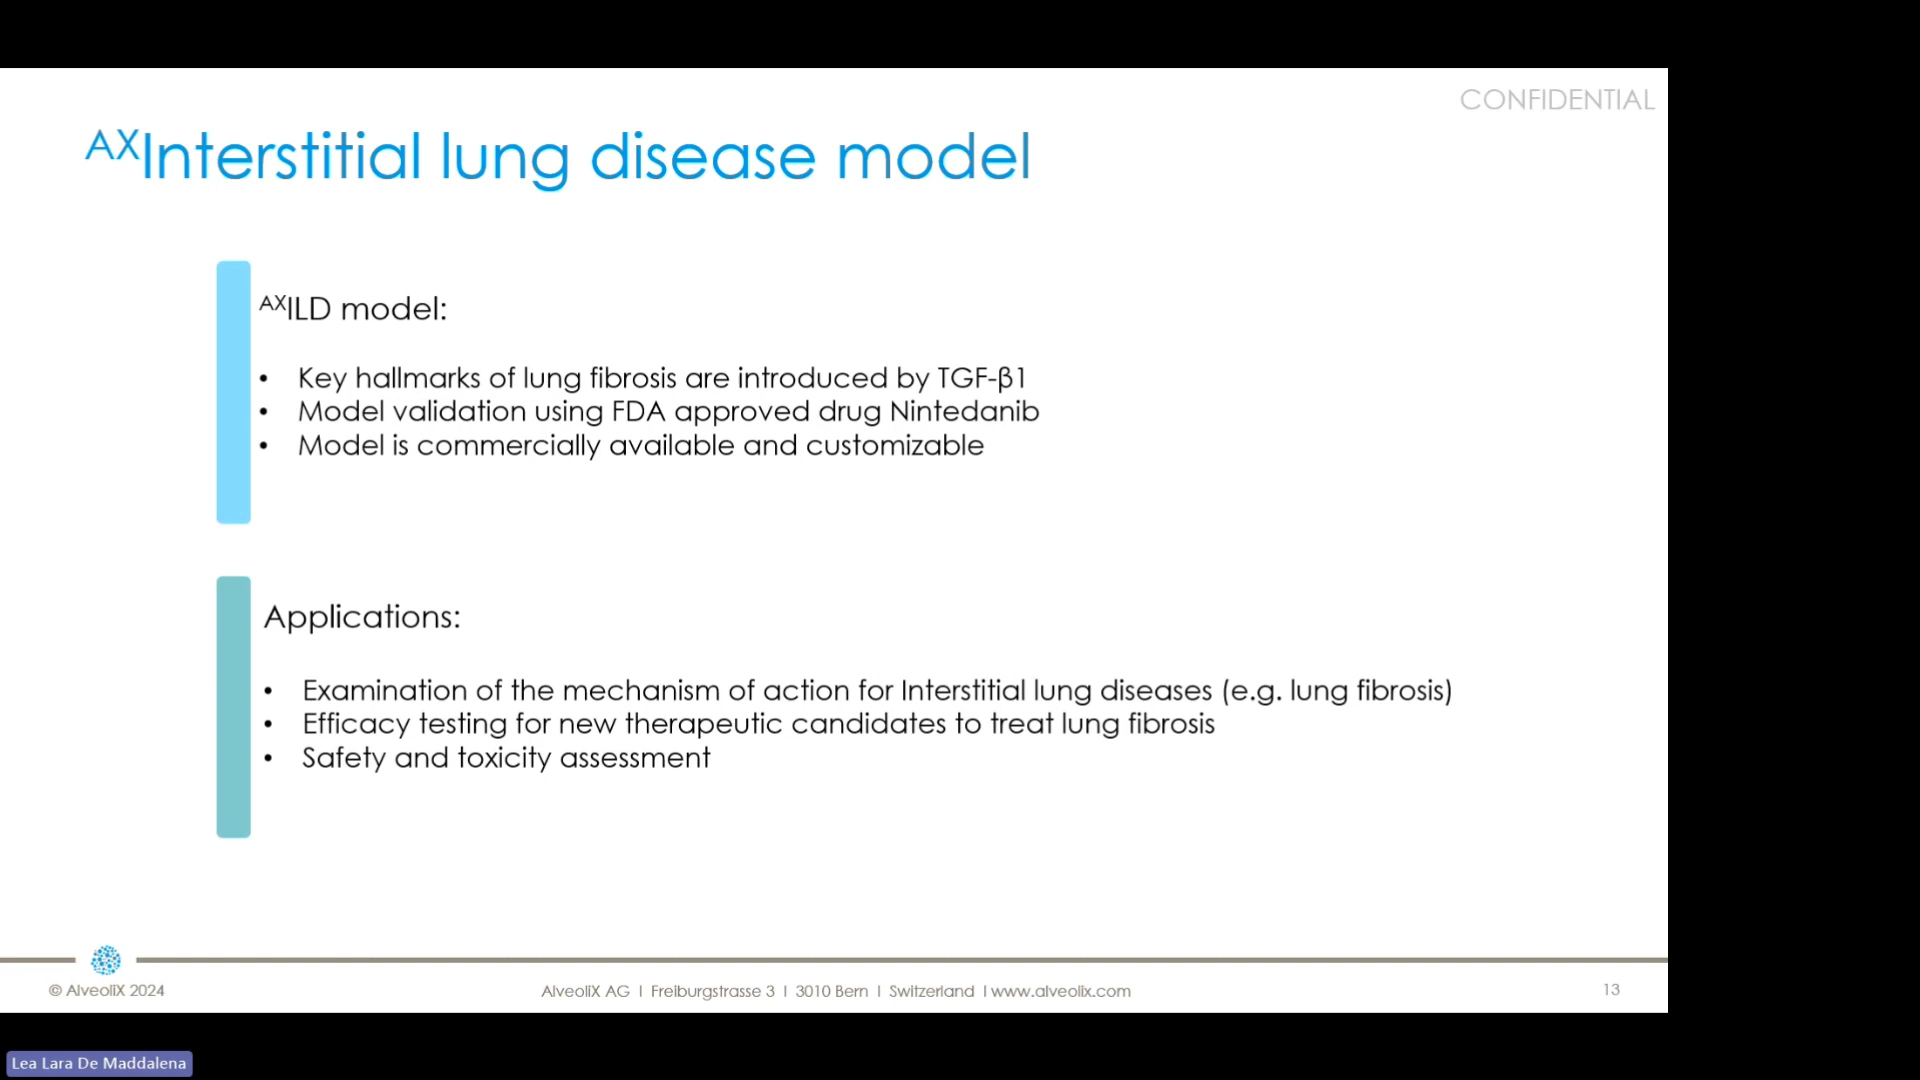 CONFIDENTIAL
AXInterstitial lung disease model
AXILD model:
• Key hallmarks of lung fibrosis are introduced by TGF-β1
• Model validation using FDA approved drug Nintedanib
• Model is commercially available and customizable
Applications:
• Examination of the mechanism of action for Interstitial lung diseases (e.g. lung fibrosis)
• Efficacy testing for new therapeutic candidates to treat lung fibrosis
• Safety and toxicity assessment
© AlveoliX 2024
AlveoliX AG I Freiburgstrasse 3 I 3010 Bern I Switzerland I www.alveolix.com
13
Lea Lara De Maddalena